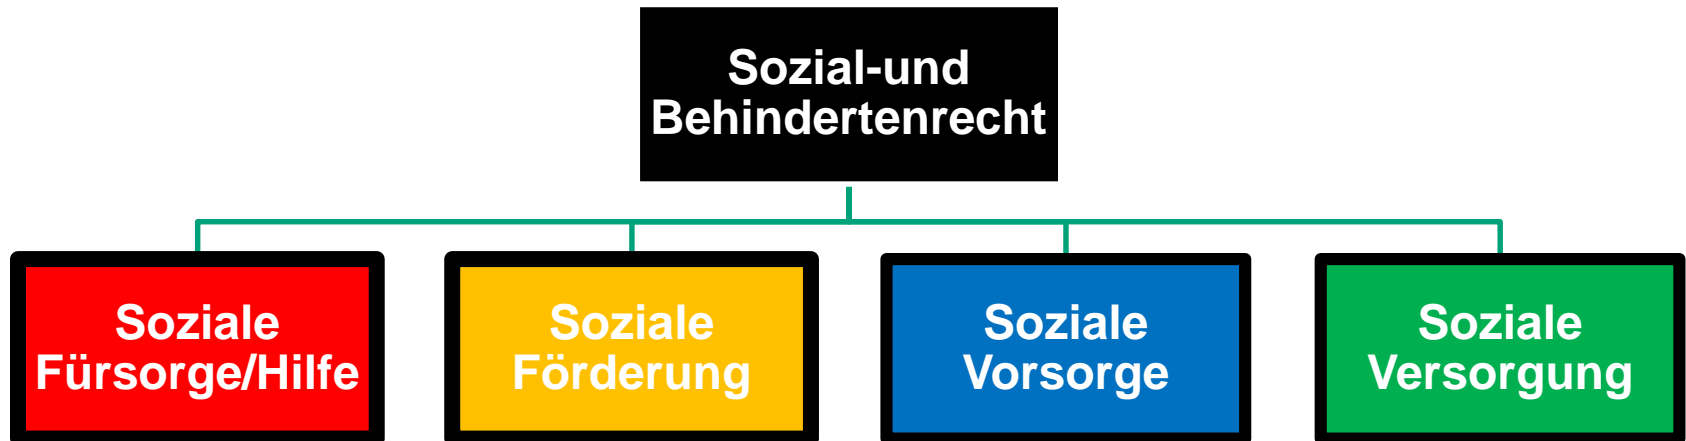 Sozial-und
Behindertenrecht
Soziale
Fürsorge/Hilfe
Soziale
Förderung
Soziale
Vorsorge
Soziale
Versorgung